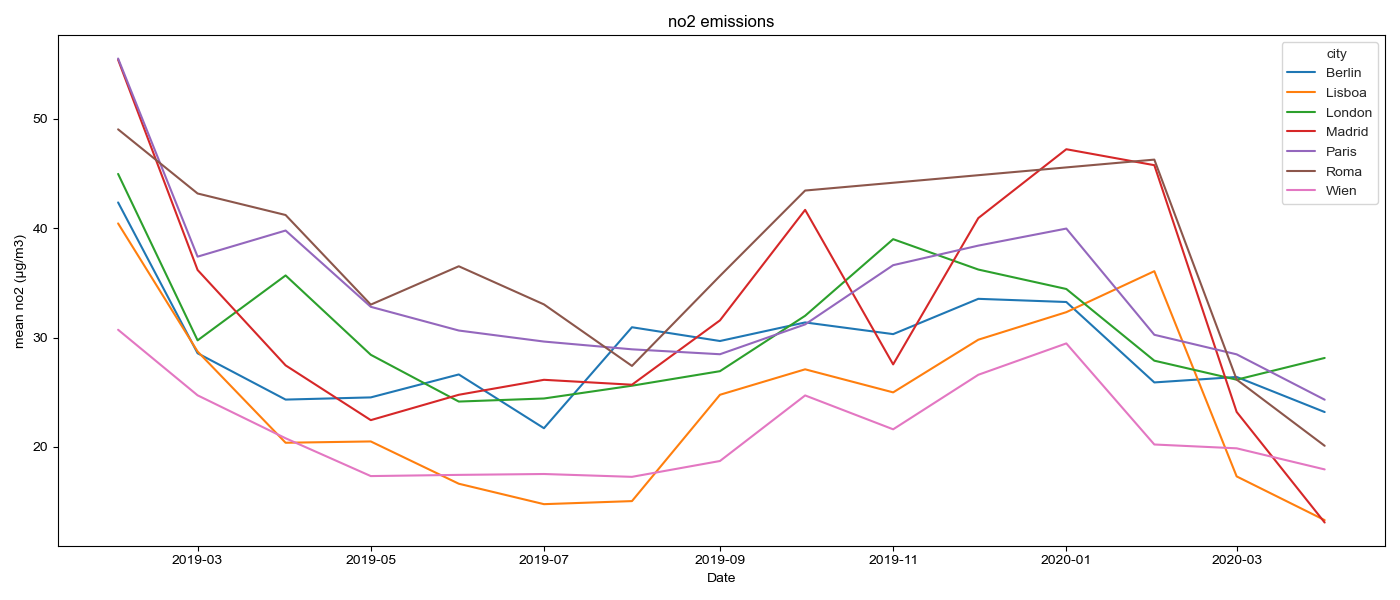 no2 emissions
city
Berlin
Lisboa
London
Madrid
Paris
Roma
Wien
mean no2 (μg/m3)
50
40
30
20
2019-03 2019-05 2019-07 2019-09 2019-11 2020-01 2020-03
Date